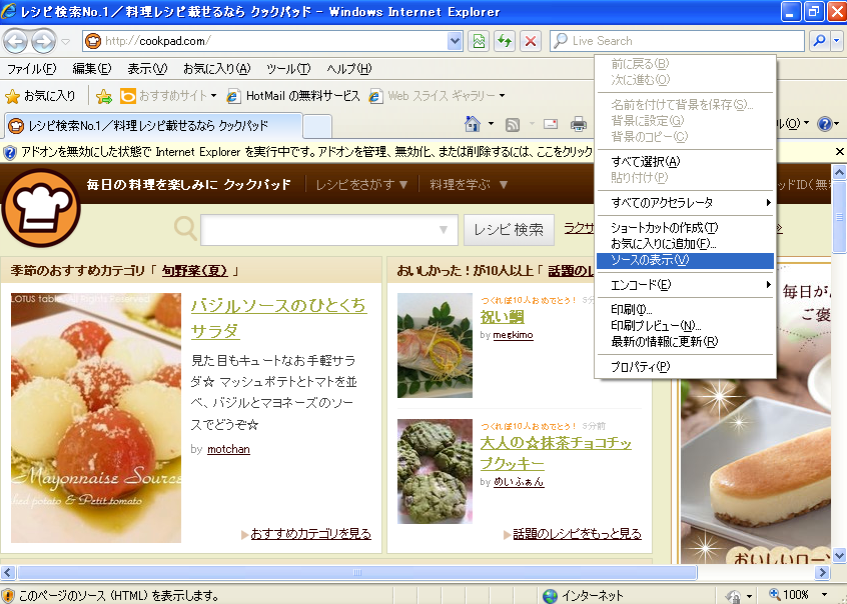 レシピ検索No.1／料理レシピ載せるなら クックパッド - Windows Internet Explorer
http://cookpad.com/
Live Search
ファイル(F) 編集(E) 表示(V) お気に入り(A) ツール(T) ヘルプ(H)
お気に入り おすすめサイト HotMail の無料サービス Web スライス ギャラリー
レシピ検索No.1／料理レシピ載せるなら クックパッド
ル(O)
アドオンを無効にした状態で Internet Explorer を実行中です。アドオンを管理、無効化、または削除するには、ここをクリック
毎日の料理を楽しみに クックパッド レシピをさがす▼ 料理を学ぶ ▼
ッドID(無
レシピ検索
ラクサ
前に戻る(B)
次に進む(O)
名前を付けて背景を保存(S)...
背景に設定(G)
背景のコピー(C)
すべて選択(A)
貼り付け(P)
すべてのアクセラレータ
ショートカットの作成(T)
お気に入りに追加(F)...
ソースの表示(V)
エンコード(E)
印刷(I)...
印刷プレビュー(N)...
最新の情報に更新(R)
プロパティ(P)
季節のおすすめカテゴリ「 旬野菜(夏) 」
LOTUS table/All Rights Reserved
バジルソースのひとくち
サラダ
見た目もキュートなお手軽サラ
ダ☆ マッシュポテトとトマトを並
べ、バジルとマヨネーズのソー
スでどうぞ☆
by motchan
Mayonnaise Source
hed potato & Petit tomato
おすすめカテゴリを見る
おいしかった！が10人以上「 話題のレ
つくれぽ10人おめでとう！ 5分
祝い鯛
by megkimo
つくれぽ10人おめでとう！ 5分前
大人の☆抹茶チョコチッ
プクッキー
by めいふぁん
話題のレシピをもっと見る
毎日が
ご褒
おいしいローン
このページのソース (HTML) を表示します。
インターネット
100%